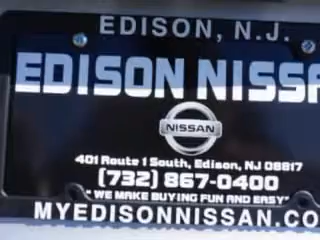 EDISON, N.J.
EDISON NISSA
NISSAN
401 Route 1 South, Edison, NJ 08817
(732) 867-0400
"WE MAKE BUYING FUN AND EASY"
MYEDISONNISSAN.CO